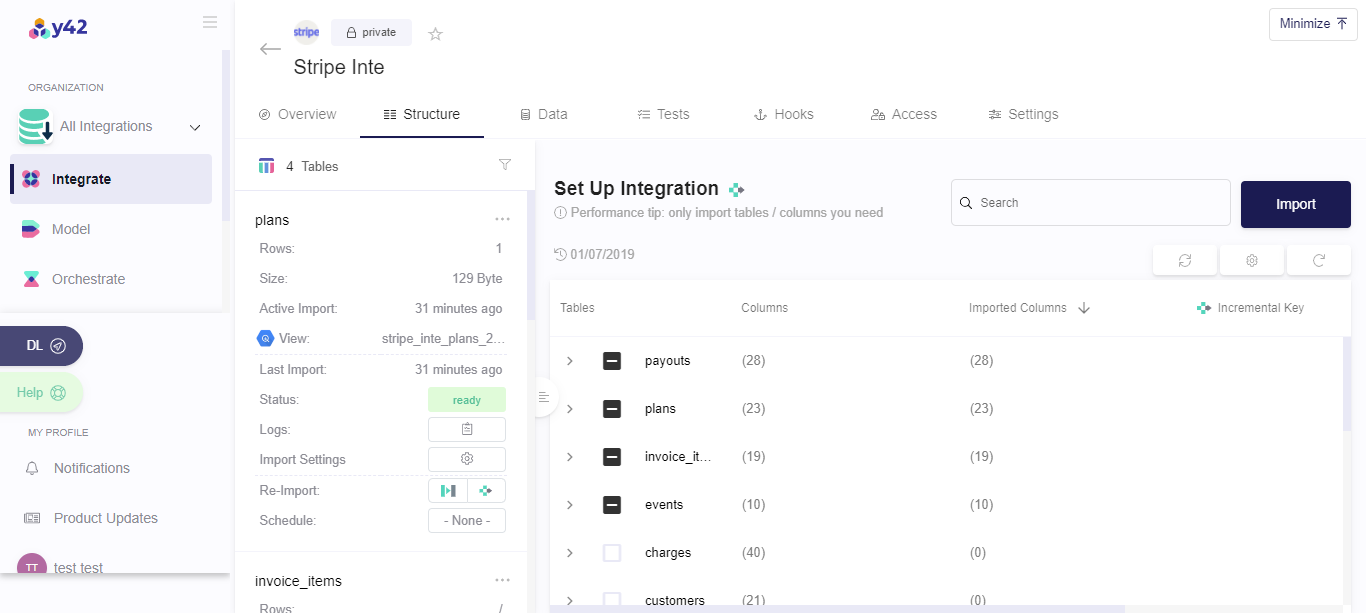 y42
ORGANIZATION
All Integrations
Integrate
Model
Orchestrate
DL
Help
MY PROFILE
Notifications
Product Updates
TT test test
stripe private
Stripe Inte
Minimize
Overview Structure Data Tests Hooks Access Settings
4 Tables
plans ...
Rows: 1
Size: 129 Byte
Active Import: 31 minutes ago
View: stripe_inte_plans_2...
Last Import: 31 minutes ago
Status: ready
Logs:
Import Settings
Re-Import:
Schedule: - None -
invoice_items ...
Rows: /
Set Up Integration
Performance tip: only import tables / columns you need
Search
Import
01/07/2019
Tables Columns Imported Columns Incremental Key
payouts (28) (28)
plans (23) (23)
invoice_it... (19) (19)
events (10) (10)
charges (40) (0)
customers (21) (0)